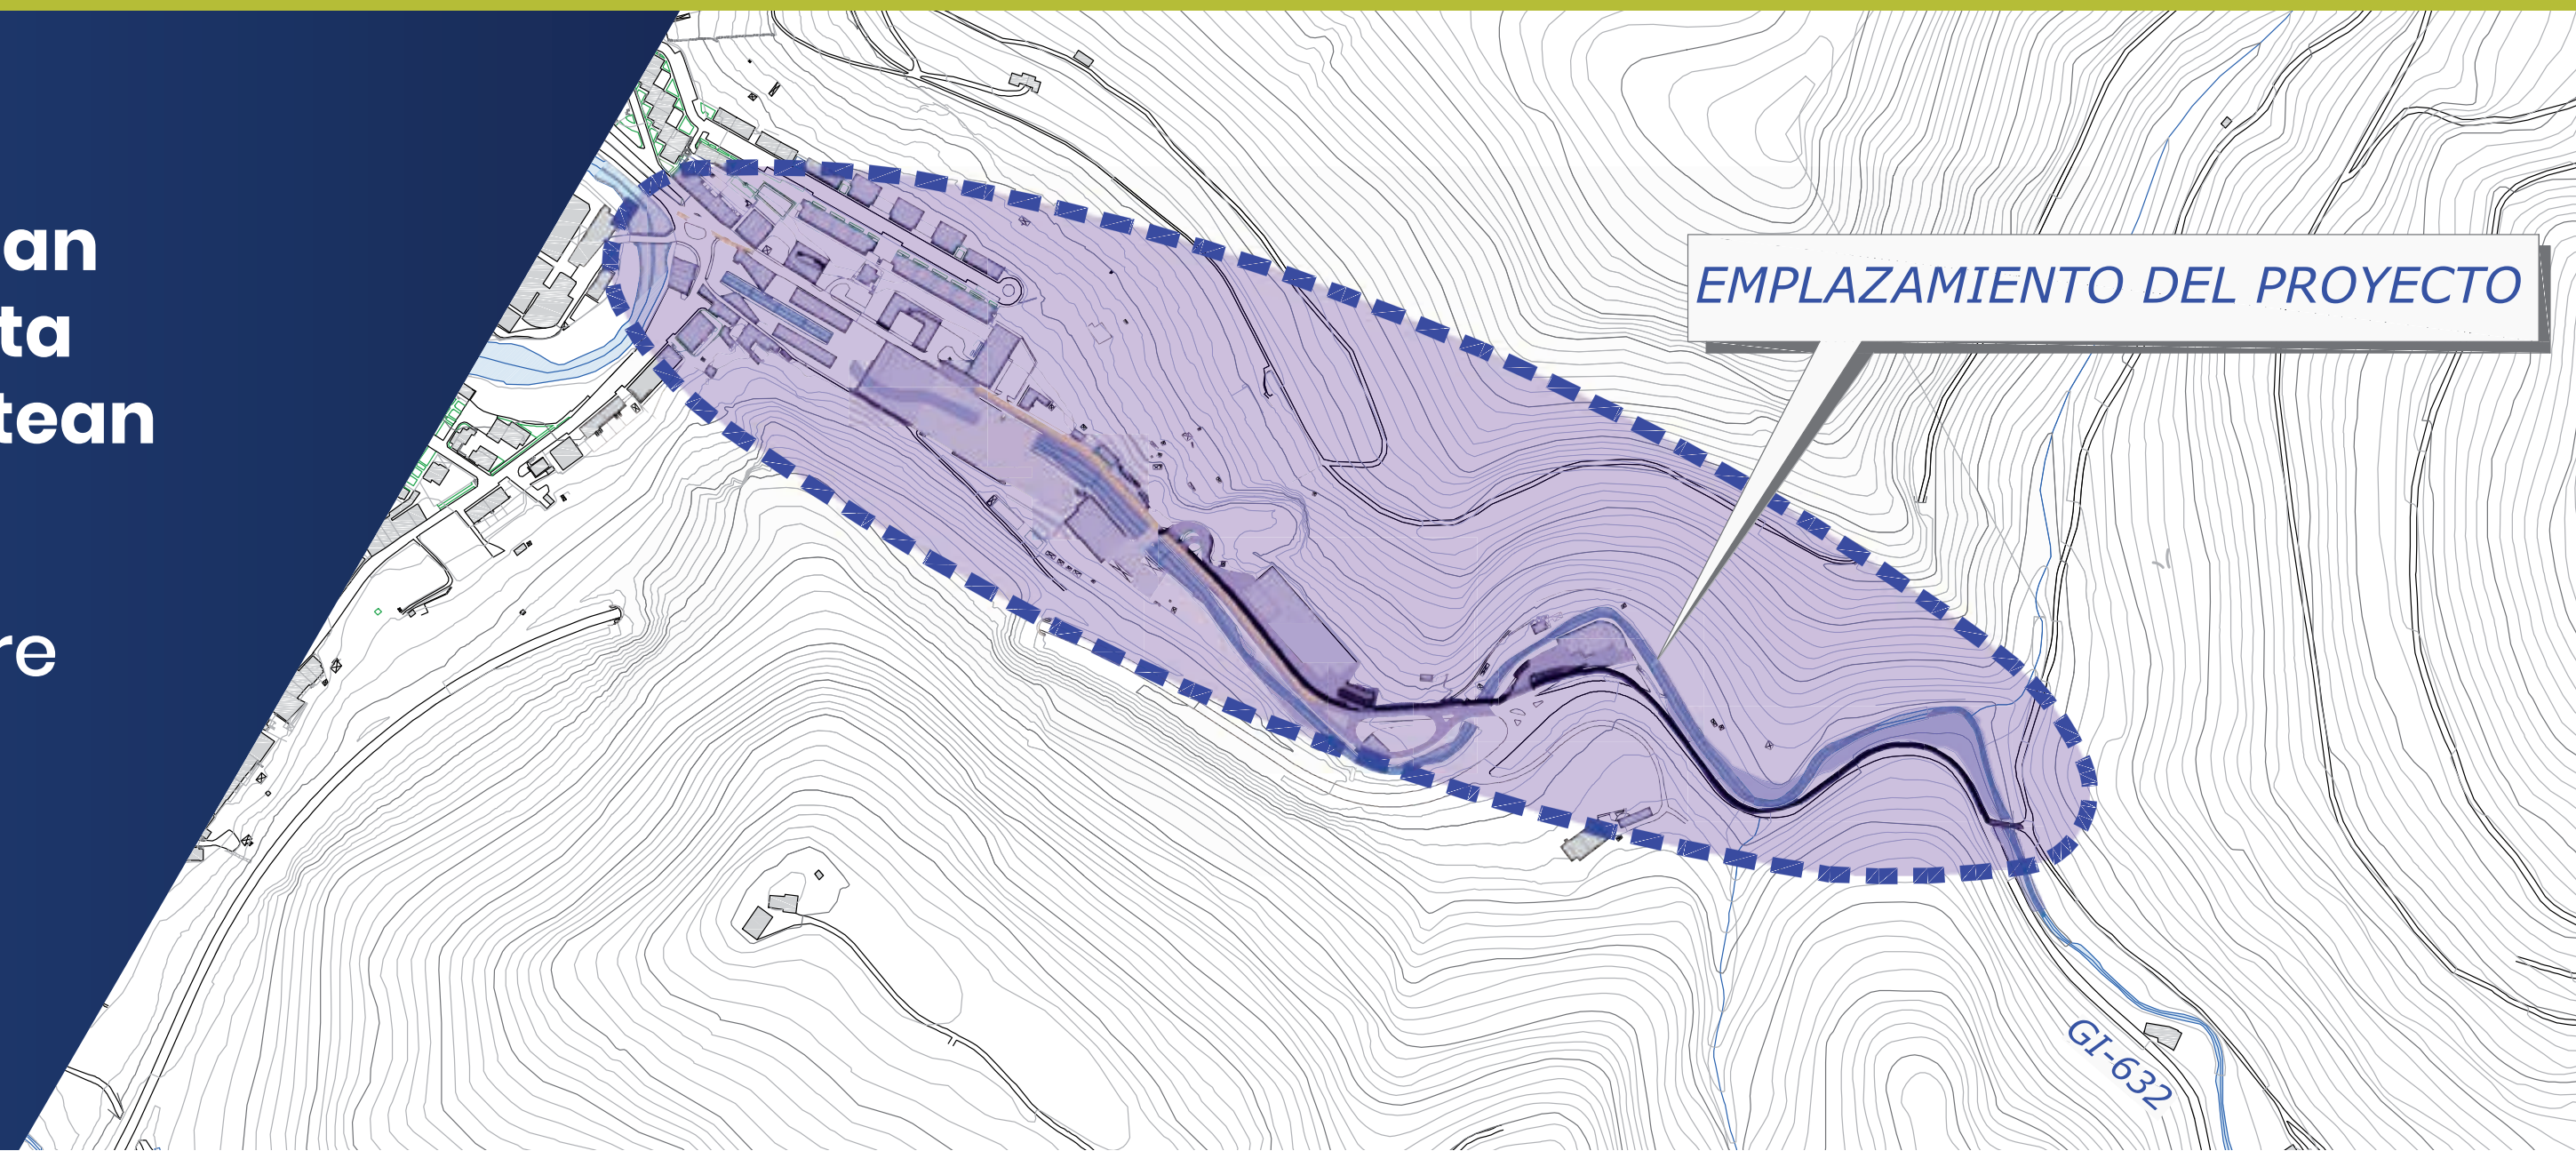 an
ta
tean
re
EMPLAZAMIENTO DEL PROYECTO
GI-632